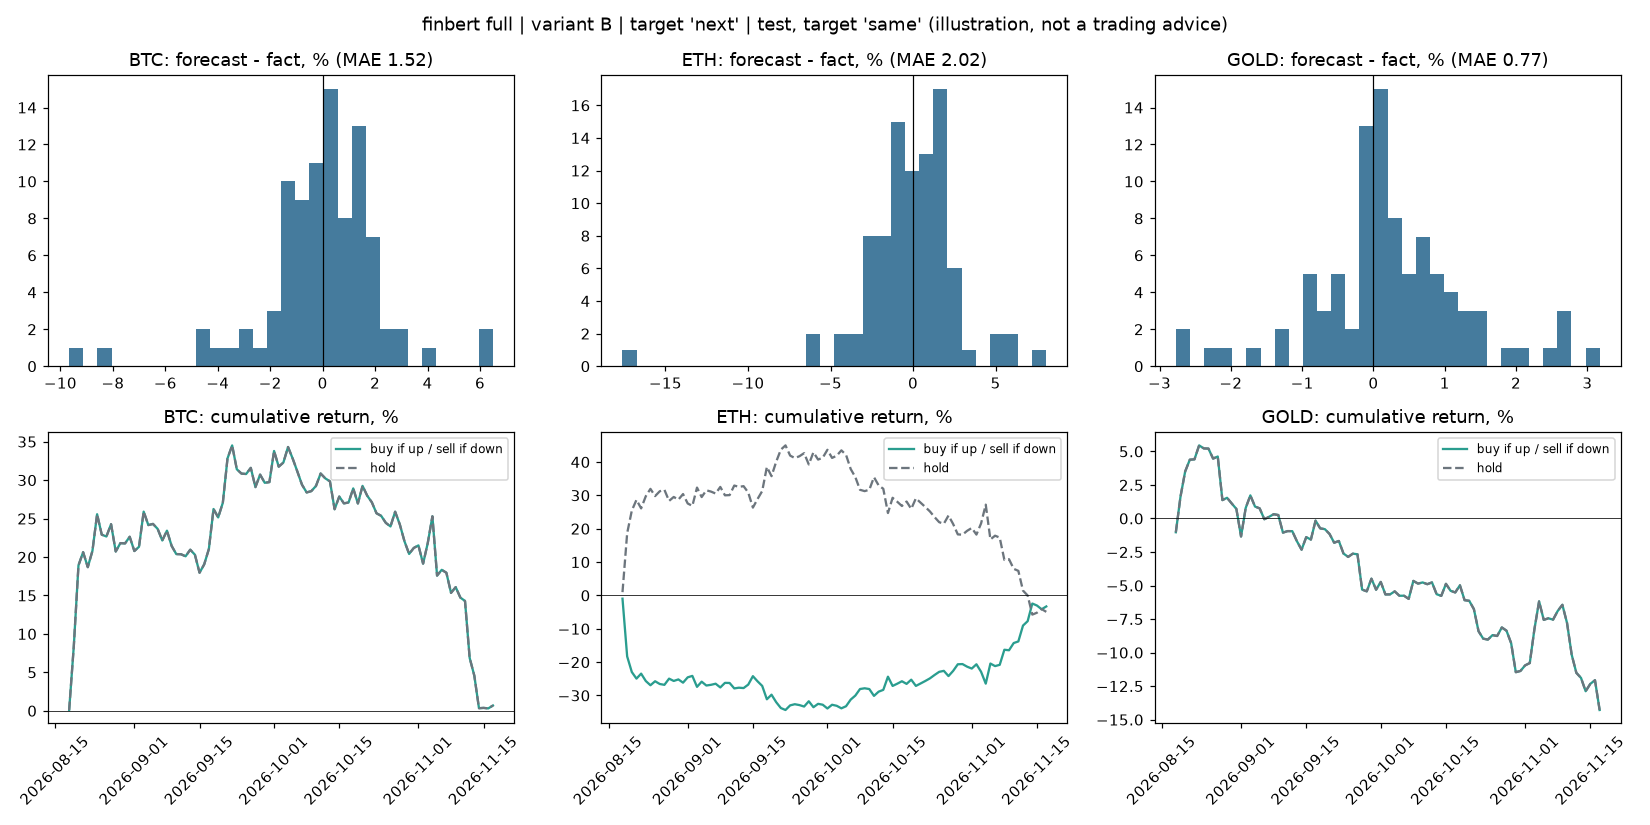 finbert full | variant B | target 'next' | test, target 'same' (illustration, not a trading advice)
BTC: forecast - fact, % (MAE 1.52)
14
12
10
8
6
4
2
0
−10 −8 −6 −4 −2 0 2 4 6
ETH: forecast - fact, % (MAE 2.02)
16
14
12
10
8
6
4
2
0
−15 −10 −5 0 5
GOLD: forecast - fact, % (MAE 0.77)
14
12
10
8
6
4
2
0
−3 −2 −1 0 1 2 3
BTC: cumulative return, %
buy if up / sell if down
hold
35
30
25
20
15
10
5
0
2026-08-15 2026-09-01 2026-09-15 2026-10-01 2026-10-15 2026-11-01 2026-11-15
ETH: cumulative return, %
buy if up / sell if down
hold
40
30
20
10
0
−10
−20
−30
2026-08-15 2026-09-01 2026-09-15 2026-10-01 2026-10-15 2026-11-01 2026-11-15
GOLD: cumulative return, %
buy if up / sell if down
hold
5.0
2.5
0.0
−2.5
−5.0
−7.5
−10.0
−12.5
−15.0
2026-08-15 2026-09-01 2026-09-15 2026-10-01 2026-10-15 2026-11-01 2026-11-15